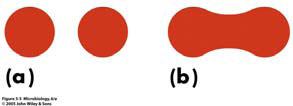 (a) (b)
Figure 3-5 Microbiology, 6/e
© 2005 John Wiley & Sons